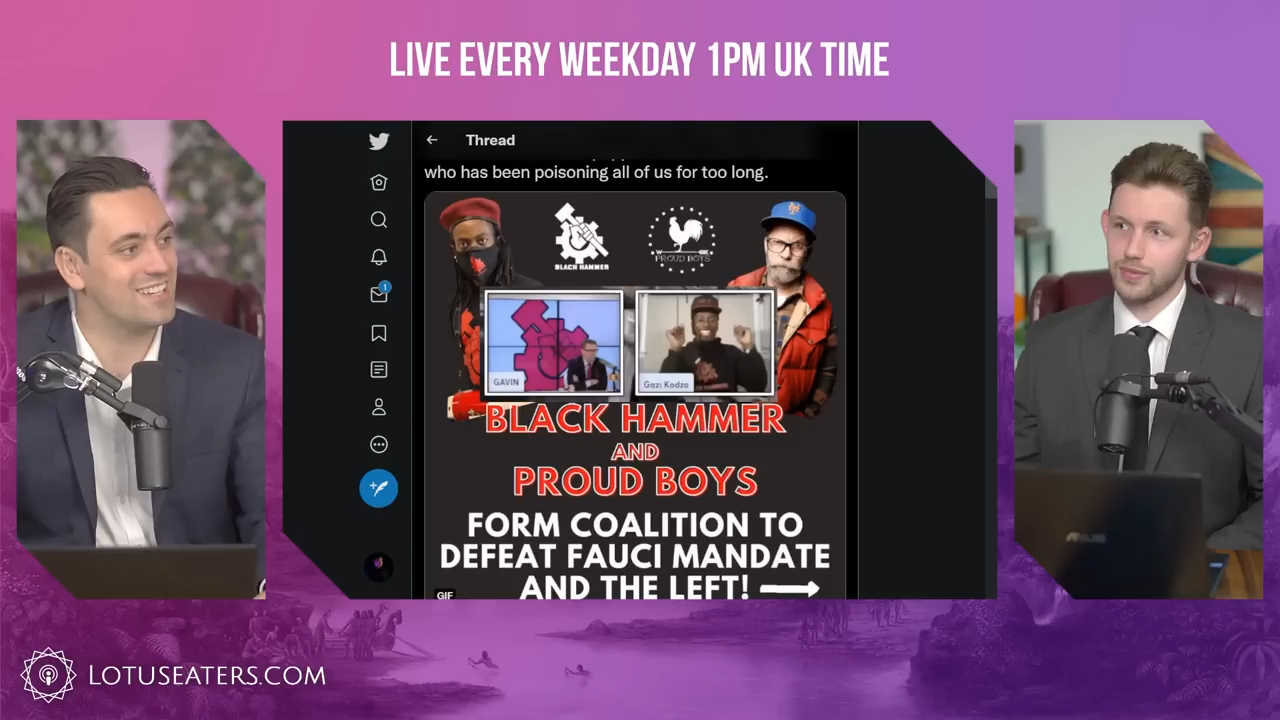 LIVE EVERY WEEKDAY 1PM UK TIME
Thread
who has been poisoning all of us for too long.
BLACK HAMMER
PROUD BOYS
GAVIN
Gazi Kodzo
BLACK HAMMER
AND
PROUD BOYS
FORM COALITION TO
DEFEAT FAUCI MANDATE
AND THE LEFT!
GIF
1
ASUS
LOTUSEATERS.COM